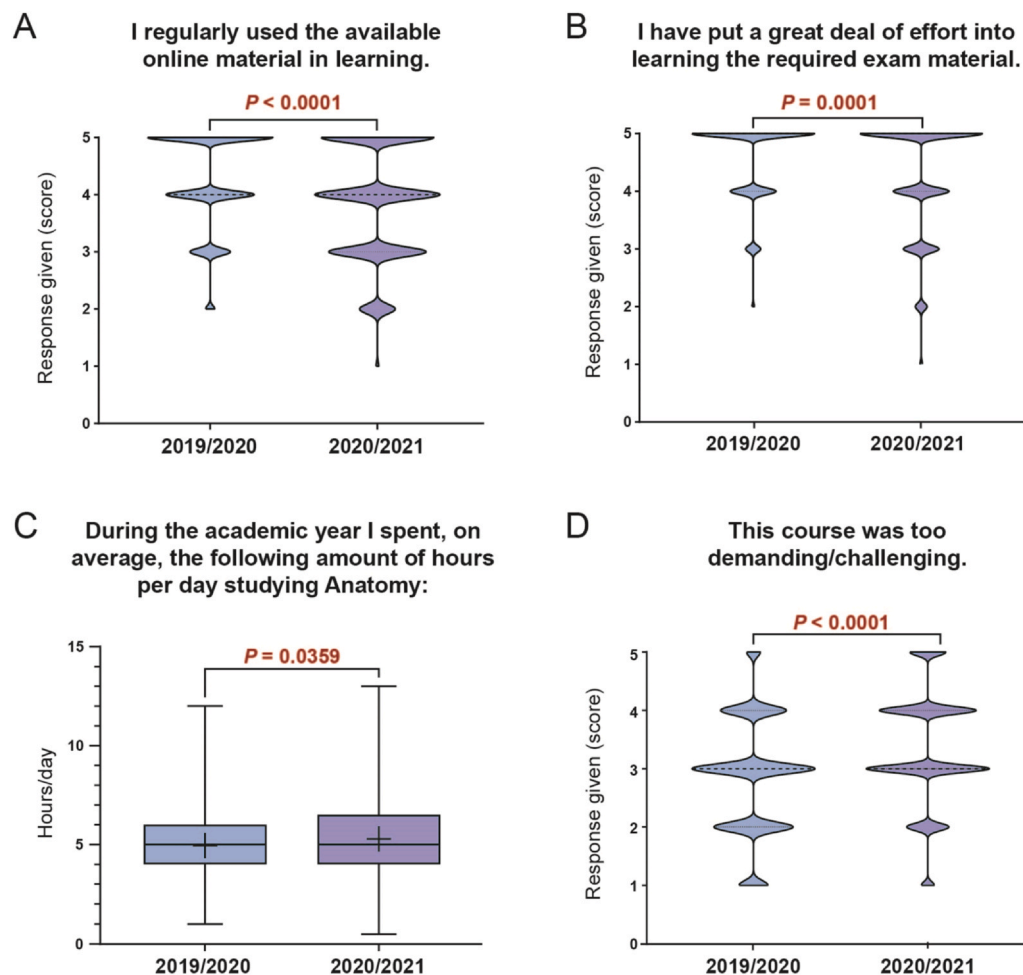 A
I regularly used the available
online material in learning.
P < 0.0001
5
4
3
2
1
0
Response given (score)
2019/2020
2020/2021
B
I have put a great deal of effort into
learning the required exam material.
P = 0.0001
5
4
3
2
1
0
Response given (score)
2019/2020
2020/2021
C
During the academic year I spent, on
average, the following amount of hours
per day studying Anatomy:
P = 0.0359
15
10
5
0
Hours/day
2019/2020
2020/2021
D
This course was too
demanding/challenging.
P < 0.0001
5
4
3
2
1
0
Response given (score)
2019/2020
2020/2021